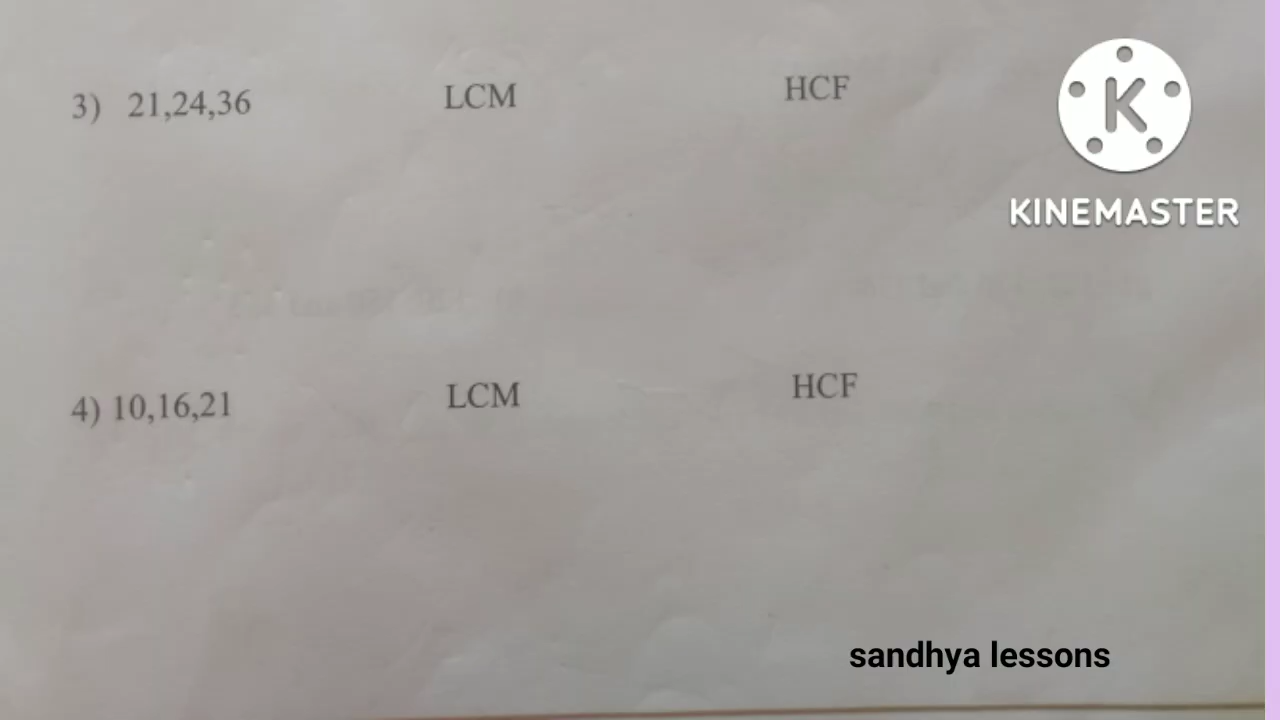 3) 21,24,36 LCM HCF
KINEMASTER
4) 10,16,21 LCM HCF
sandhya lessons